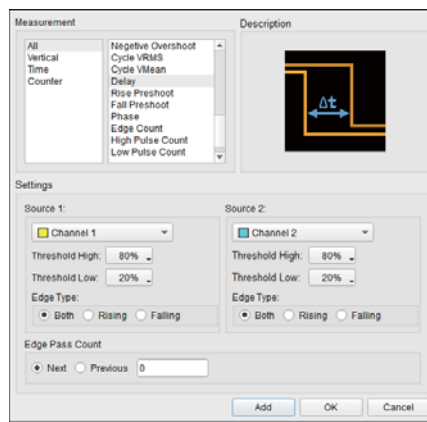 Measurement
Description
All
Vertical
Time
Counter
Negetive Overshoot
Cycle VRMS
Cycle VMean
Delay
Rise Preshoot
Fall Preshoot
Phase
Edge Count
High Pulse Count
Low Pulse Count
Δt
Settings
Source 1:
Source 2:
Channel 1
Channel 2
Threshold High: 80%
Threshold High: 80%
Threshold Low: 20%
Threshold Low: 20%
Edge Type:
Edge Type:
Both Rising Falling
Both Rising Falling
Edge Pass Count
Next Previous 0
Add OK Cancel